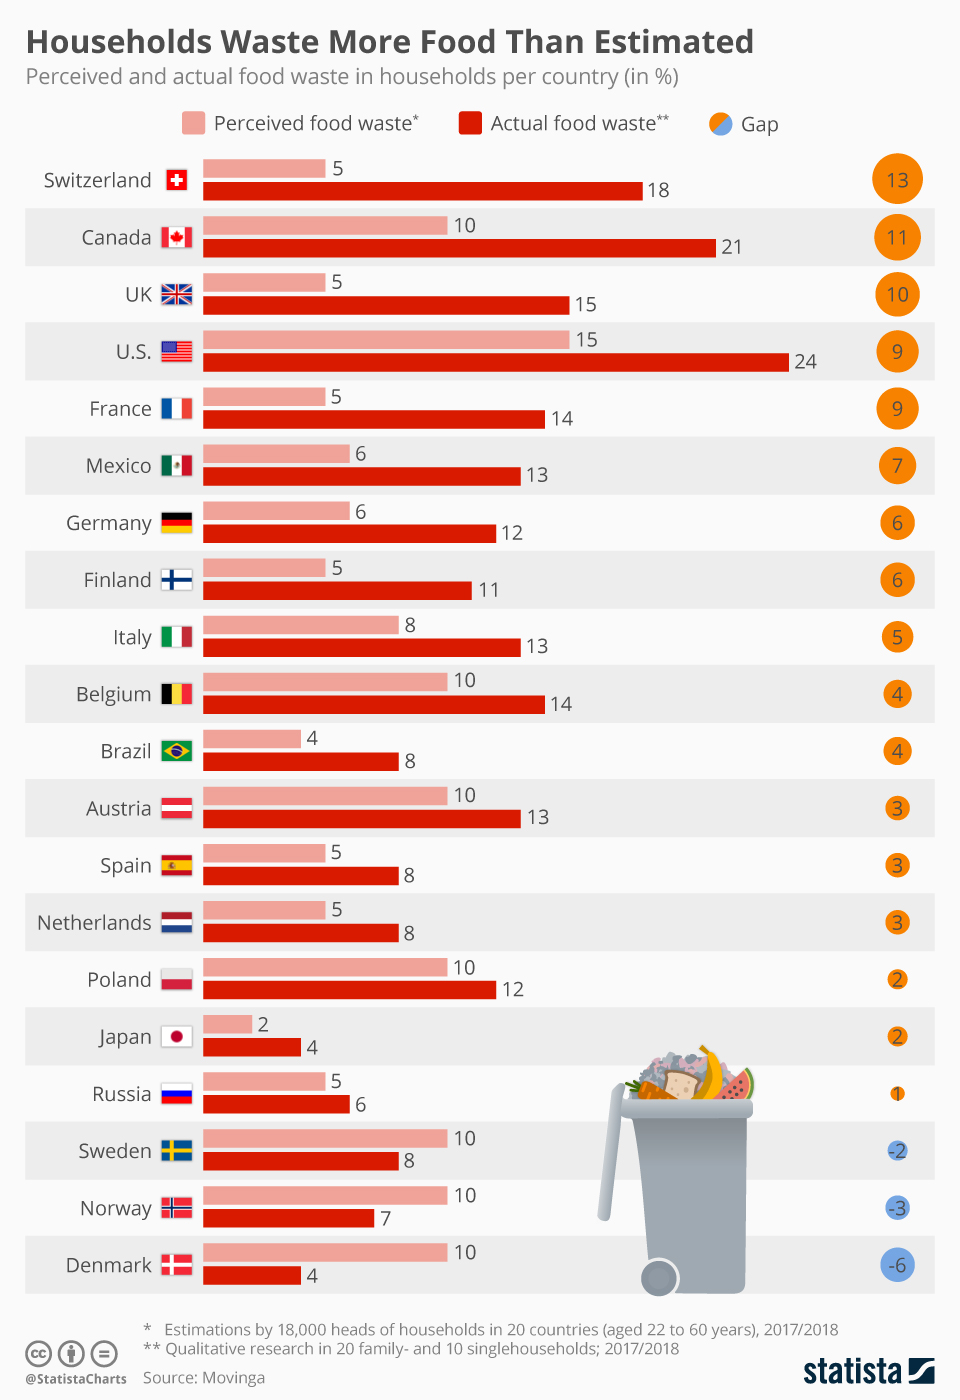 Households Waste More Food Than Estimated
Perceived and actual food waste in households per country (in %)
Perceived food waste* Actual food waste** Gap
Switzerland 5 18 13
Canada 10 21 11
UK 5 15 10
U.S. 15 24 9
France 5 14 9
Mexico 6 13 7
Germany 6 12 6
Finland 5 11 6
Italy 8 13 5
Belgium 10 14 4
Brazil 4 8 4
Austria 10 13 3
Spain 5 8 3
Netherlands 5 8 3
Poland 10 12 2
Japan 2 4 2
Russia 5 6 1
Sweden 10 8 -2
Norway 10 7 -3
Denmark 10 4 -6
* Estimations by 18,000 heads of households in 20 countries (aged 22 to 60 years), 2017/2018
** Qualitative research in 20 family- and 10 singlehouseholds; 2017/2018
cc =
@StatistaCharts Source: Movinga
statista